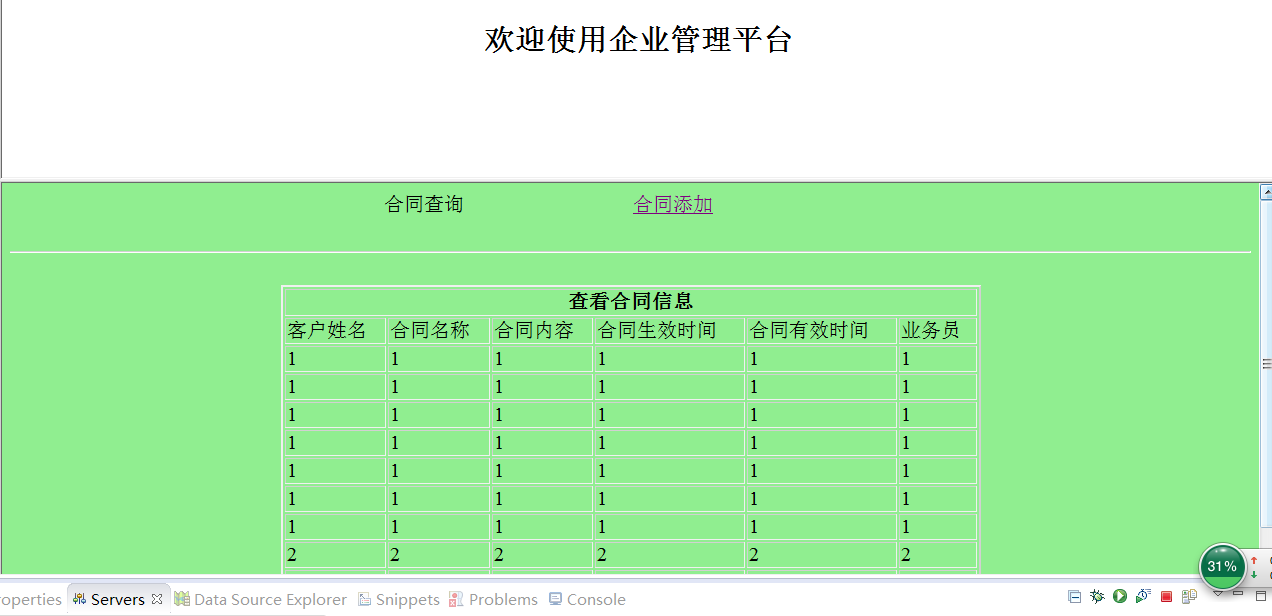 欢迎使用企业管理平台
合同查询 合同添加
查看合同信息
客户姓名 合同名称 合同内容 合同生效时间 合同有效时间 业务员
1 1 1 1 1 1
1 1 1 1 1 1
1 1 1 1 1 1
1 1 1 1 1 1
1 1 1 1 1 1
1 1 1 1 1 1
1 1 1 1 1 1
2 2 2 2 2 2
31%
operties Servers Data Source Explorer Snippets Problems Console